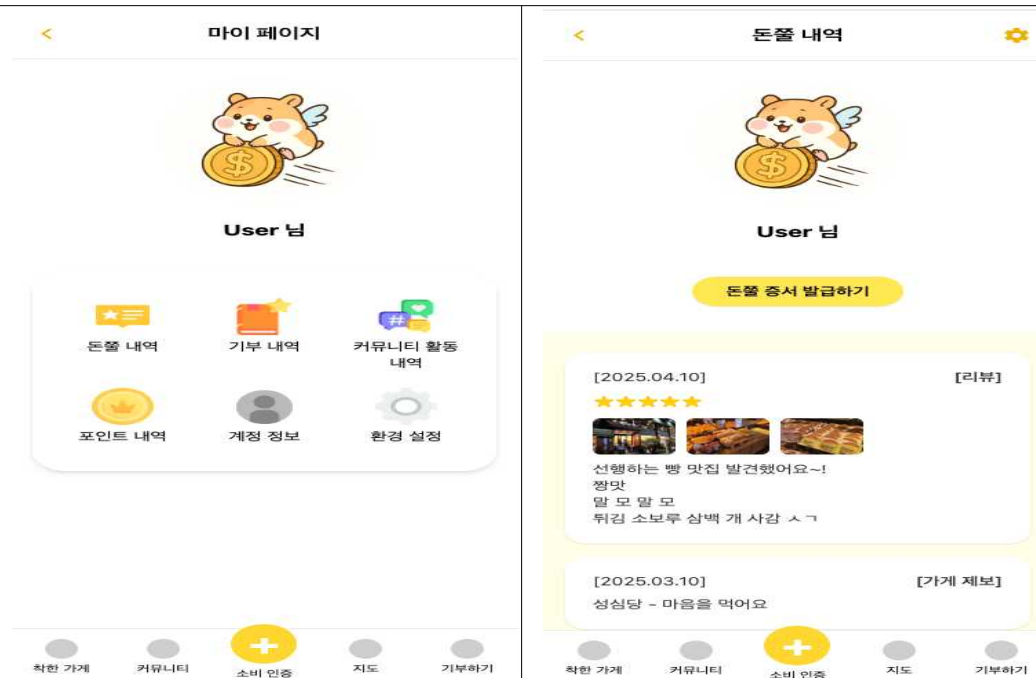 마이 페이지
User 님
돈쭐 내역
기부 내역
커뮤니티 활동
내역
포인트 내역
계정 정보
환경 설정
착한 가게
커뮤니티
소비 인증
지도
기부하기
돈쭐 내역
User 님
돈쭐 증서 발급하기
[2025.04.10]
[리뷰]
선행하는 빵 맛집 발견했어요~!
짱맛
말 모 말 모
튀김 소보루 삼백 개 사감 ㅅㄱ
[2025.03.10]
[가게 제보]
성심당 - 마음을 먹어요
착한 가게
커뮤니티
소비 인증
지도
기부하기